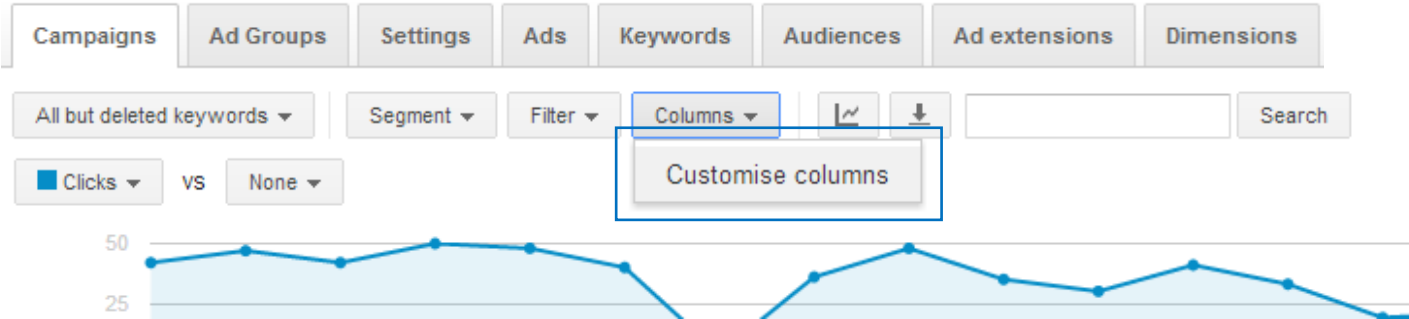 Campaigns Ad Groups Settings Ads Keywords Audiences Ad extensions Dimensions
All but deleted keywords Segment Filter Columns Search
Customise columns
Clicks vs None
50
25